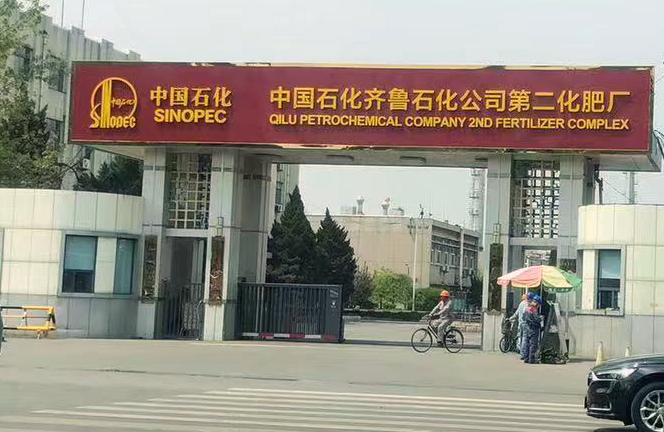 SINOPEC
中国石化
SINOPEC
中国石化齐鲁石化公司第二化肥厂
QILU PETROCHEMICAL COMPANY 2ND FERTILIZER COMPLEX